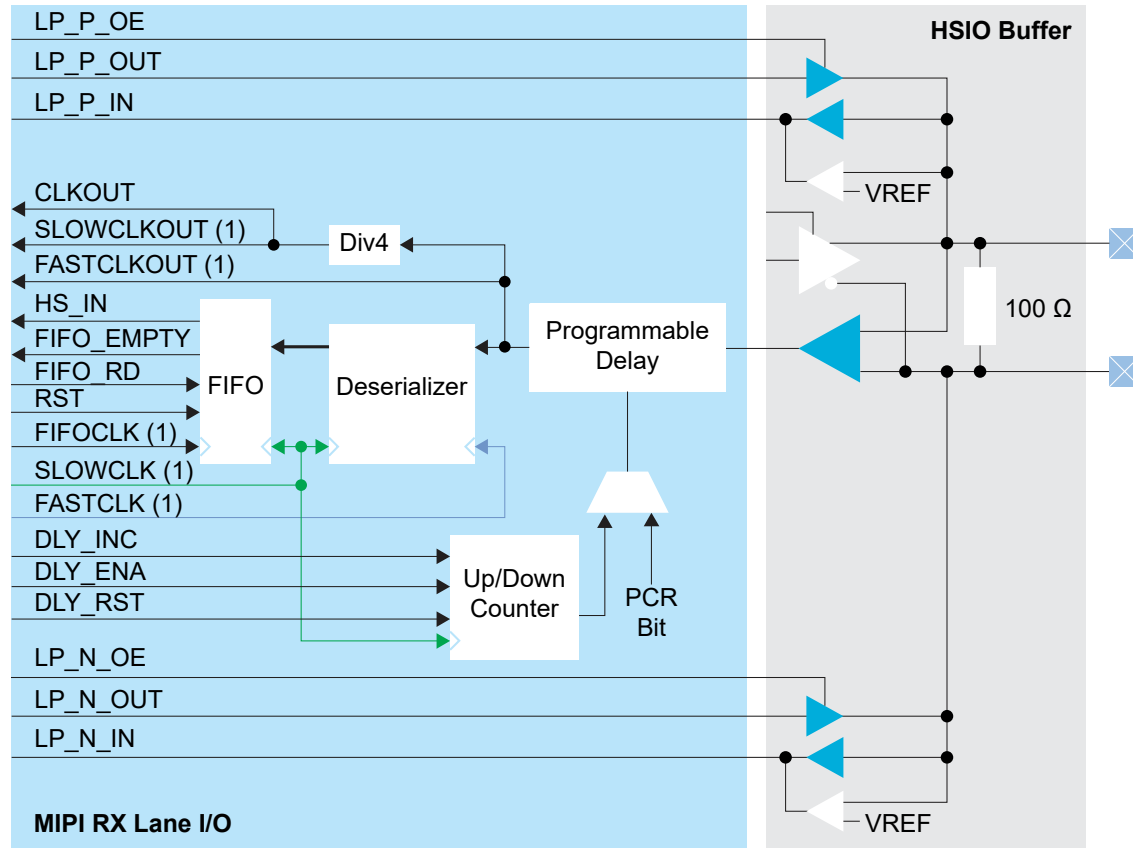 LP_P_OE
HSIO Buffer
LP_P_OUT
LP_P_IN
VREF
CLKOUT
SLOWCLKOUT (1)
Div4
FASTCLKOUT (1)
HS_IN
FIFO_EMPTY
FIFO_RD
RST
FIFOCLK (1)
SLOWCLK (1)
FASTCLK (1)
FIFO
Deserializer
Programmable
Delay
100 Ω
DLY_INC
DLY_ENA
DLY_RST
Up/Down
Counter
PCR
Bit
LP_N_OE
LP_N_OUT
LP_N_IN
VREF
MIPI RX Lane I/O